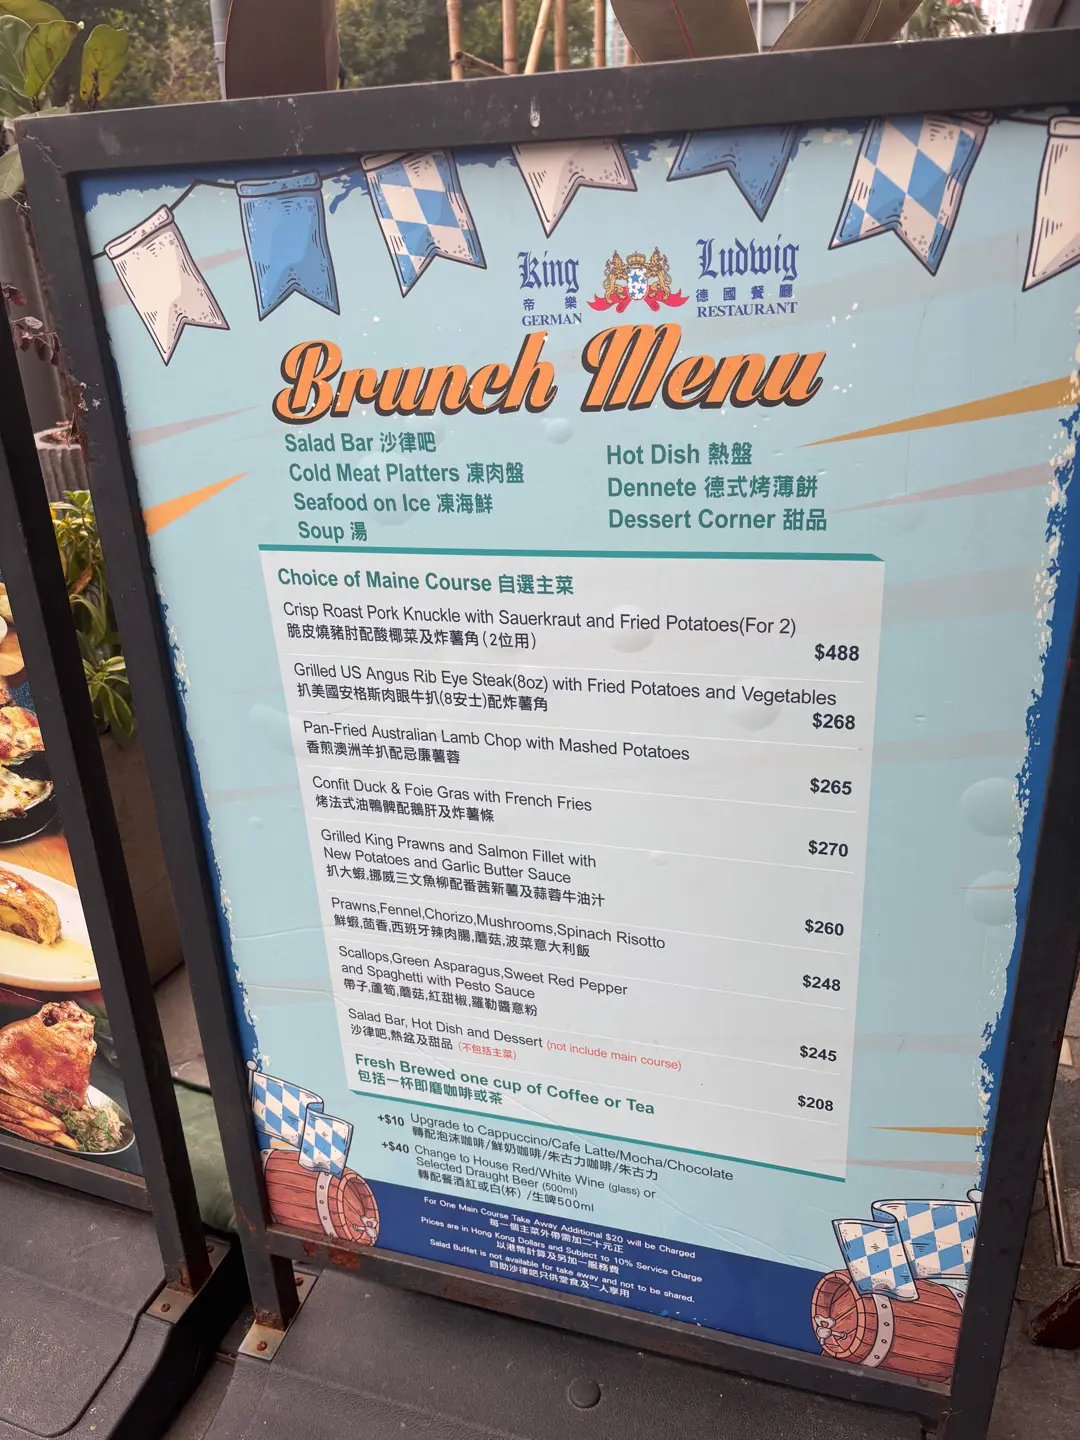 King Ludwig
帝樂 德國餐廳
GERMAN RESTAURANT
Brunch Menu
Salad Bar 沙律吧
Cold Meat Platters 凍肉盤
Seafood on Ice 凍海鮮
Soup 湯
Hot Dish 熱盤
Dennete 德式烤薄餅
Dessert Corner 甜品
Choice of Maine Course 自選主菜
Crisp Roast Pork Knuckle with Sauerkraut and Fried Potatoes(For 2)
脆皮燒豬肘配酸椰菜及炸薯角(2位用)
$488
Grilled US Angus Rib Eye Steak(8oz) with Fried Potatoes and Vegetables
扒美國安格斯肉眼牛扒(8安士)配炸薯角
$268
Pan-Fried Australian Lamb Chop with Mashed Potatoes
香煎澳洲羊扒配忌廉薯蓉
$265
Confit Duck & Foie Gras with French Fries
烤法式油鴨髀配鵝肝及炸薯條
$270
Grilled King Prawns and Salmon Fillet with
New Potatoes and Garlic Butter Sauce
扒大蝦,挪威三文魚柳配番茜新薯及蒜蓉牛油汁
$260
Prawns,Fennel,Chorizo,Mushrooms,Spinach Risotto
鮮蝦,茴香,西班牙辣肉腸,蘑菇,波菜意大利飯
$248
Scallops,Green Asparagus,Sweet Red Pepper
and Spaghetti with Pesto Sauce
帶子,蘆筍,蘑菇,紅甜椒,羅勒醬意粉
$245
Salad Bar, Hot Dish and Dessert (not include main course)
沙律吧,熱盆及甜品 (不包括主菜)
$208
Fresh Brewed one cup of Coffee or Tea
包括一杯即磨咖啡或茶
+$10 Upgrade to Cappuccino/Cafe Latte/Mocha/Chocolate
轉配泡沫咖啡/鮮奶咖啡/朱古力咖啡/朱古力
+$40 Change to House Red/White Wine (glass) or
Selected Draught Beer (500ml)
轉配餐酒紅或白(杯) /生啤500ml
For One Main Course Take Away Additional $20 will be Charged
每一個主菜外帶需加二十元正
Prices are in Hong Kong Dollars and Subject to 10% Service Charge
以港幣計算及另加一服務費
Salad Buffet is not available for take away and not to be shared.
自助沙律吧只供堂食及一人享用